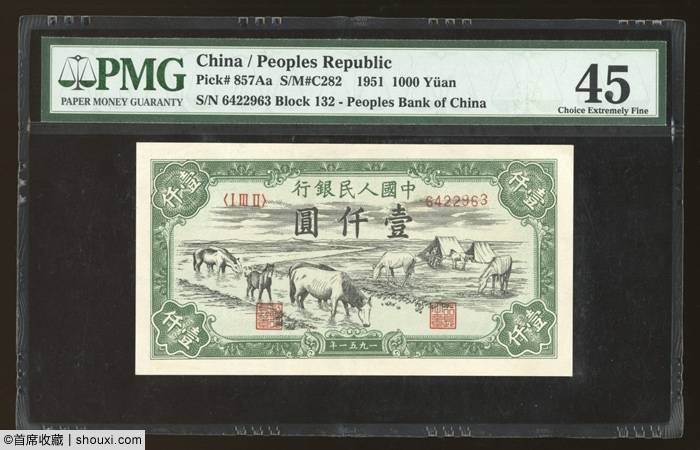 PMG
PAPER MONEY GUARANTY
China / Peoples Republic
Pick# 857Aa S/M#C282 1951 1000 Yüan
S/N 6422963 Block 132 - Peoples Bank of China
45
Choice Extremely Fine
行銀民人國中
〈I III II〉
6422963
圓仟壹
壹仟
壹仟
壹仟
壹仟
年一五九一
©首席收藏 | shouxi.com